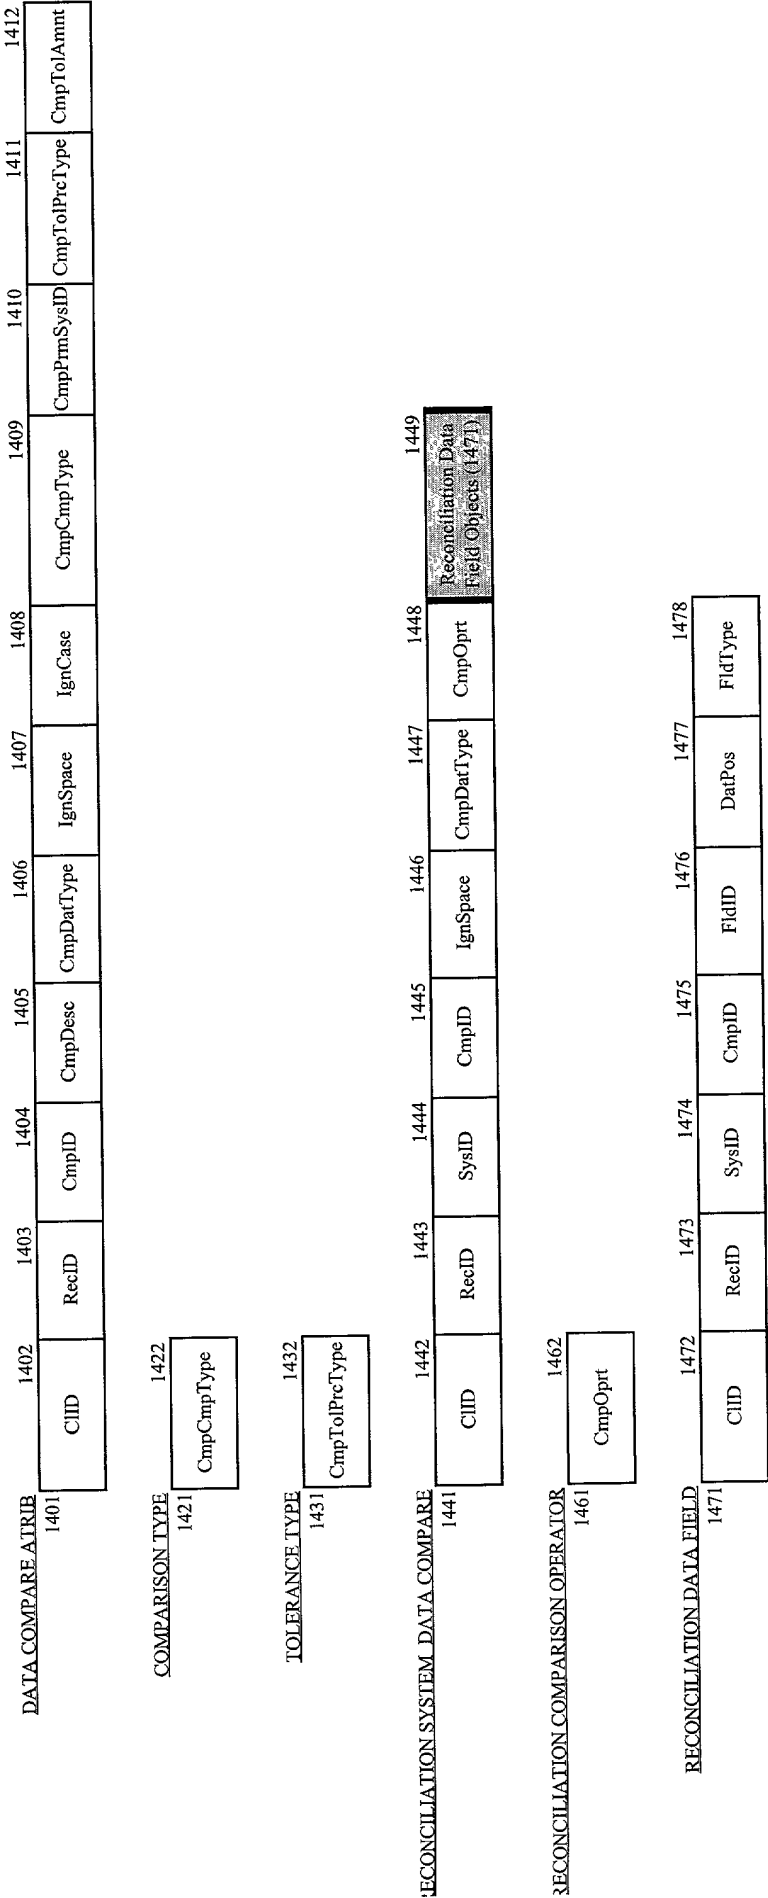 DATA COMPARE ATRIB
1401
1402 1403 1404 1405 1406 1407 1408 1409 1410 1411 1412
ClID RecID CmpID CmpDesc CmpDatType IgnSpace IgnCase CmpCmpType CmpPrmSysID CmpTolPrcType CmpTolAmnt
COMPARISON TYPE
1421
1422
CmpCmpType
TOLERANCE TYPE
1431
1432
CmpTolPrcType
ECONCILIATION SYSTEM DATA COMPARE
1441
1442 1443 1444 1445 1446 1447 1448 1449
ClID RecID SysID CmpID IgnSpace CmpDatType CmpOprt Reconciliation Data
Field Objects (1471)
RECONCILIATION COMPARISON OPERATOR
1461
1462
CmpOprt
RECONCILIATION DATA FIELD
1471
1472 1473 1474 1475 1476 1477 1478
ClID RecID SysID CmpID FldID DatPos FldType